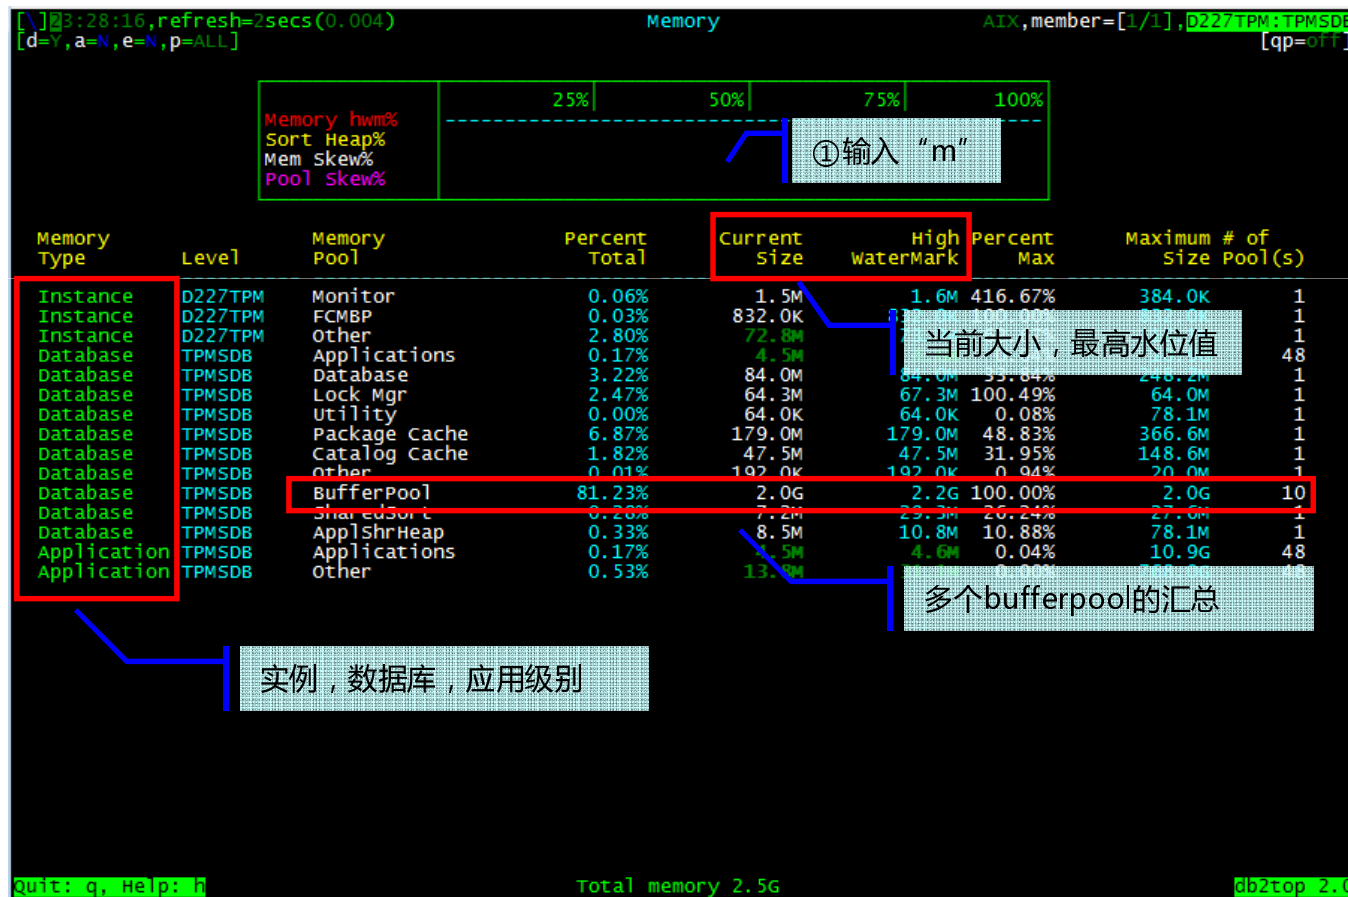 [\]23:28:16,refresh=2secs(0.004) Memory AIX,member=[1/1],D227TPM:TPMSDB
[d=Y,a=N,e=N,p=ALL] [qp=off]
25% 50% 75% 100%
Memory hwm%
Sort Heap%
Mem Skew%
Pool Skew%
①输入“m”
Memory Memory Percent Current High Percent Maximum # of
Type Level Pool Total Size WaterMark Max Size Pool(s)
Instance D227TPM Monitor 0.06% 1.5M 1.6M 416.67% 384.0K 1
Instance D227TPM FCMBP 0.03% 832.0K 1
Instance D227TPM Other 2.80% 72.8M 1
当前大小，最高水位值
Database TPMSDB Applications 0.17% 4.5M 48
Database TPMSDB Database 3.22% 84.0M 84.0M 33.84% 248.2M 1
Database TPMSDB Lock Mgr 2.47% 64.3M 67.3M 100.49% 64.0M 1
Database TPMSDB Utility 0.00% 64.0K 64.0K 0.08% 78.1M 1
Database TPMSDB Package Cache 6.87% 179.0M 179.0M 48.83% 366.6M 1
Database TPMSDB Catalog Cache 1.82% 47.5M 47.5M 31.95% 148.6M 1
Database TPMSDB Other 0.01% 192.0K 192.0K 0.94% 20.0M 1
Database TPMSDB BufferPool 81.23% 2.0G 2.2G 100.00% 2.0G 10
Database TPMSDB SharedSort 0.28% 7.2M 29.3M 26.24% 27.6M 1
Database TPMSDB ApplShrHeap 0.33% 8.5M 10.8M 10.88% 78.1M 1
Application TPMSDB Applications 0.17% 4.5M 4.6M 0.04% 10.9G 48
Application TPMSDB Other 0.53% 13.8M
多个bufferpool的汇总
实例，数据库，应用级别
Quit: q, Help: h Total memory 2.5G db2top 2.0